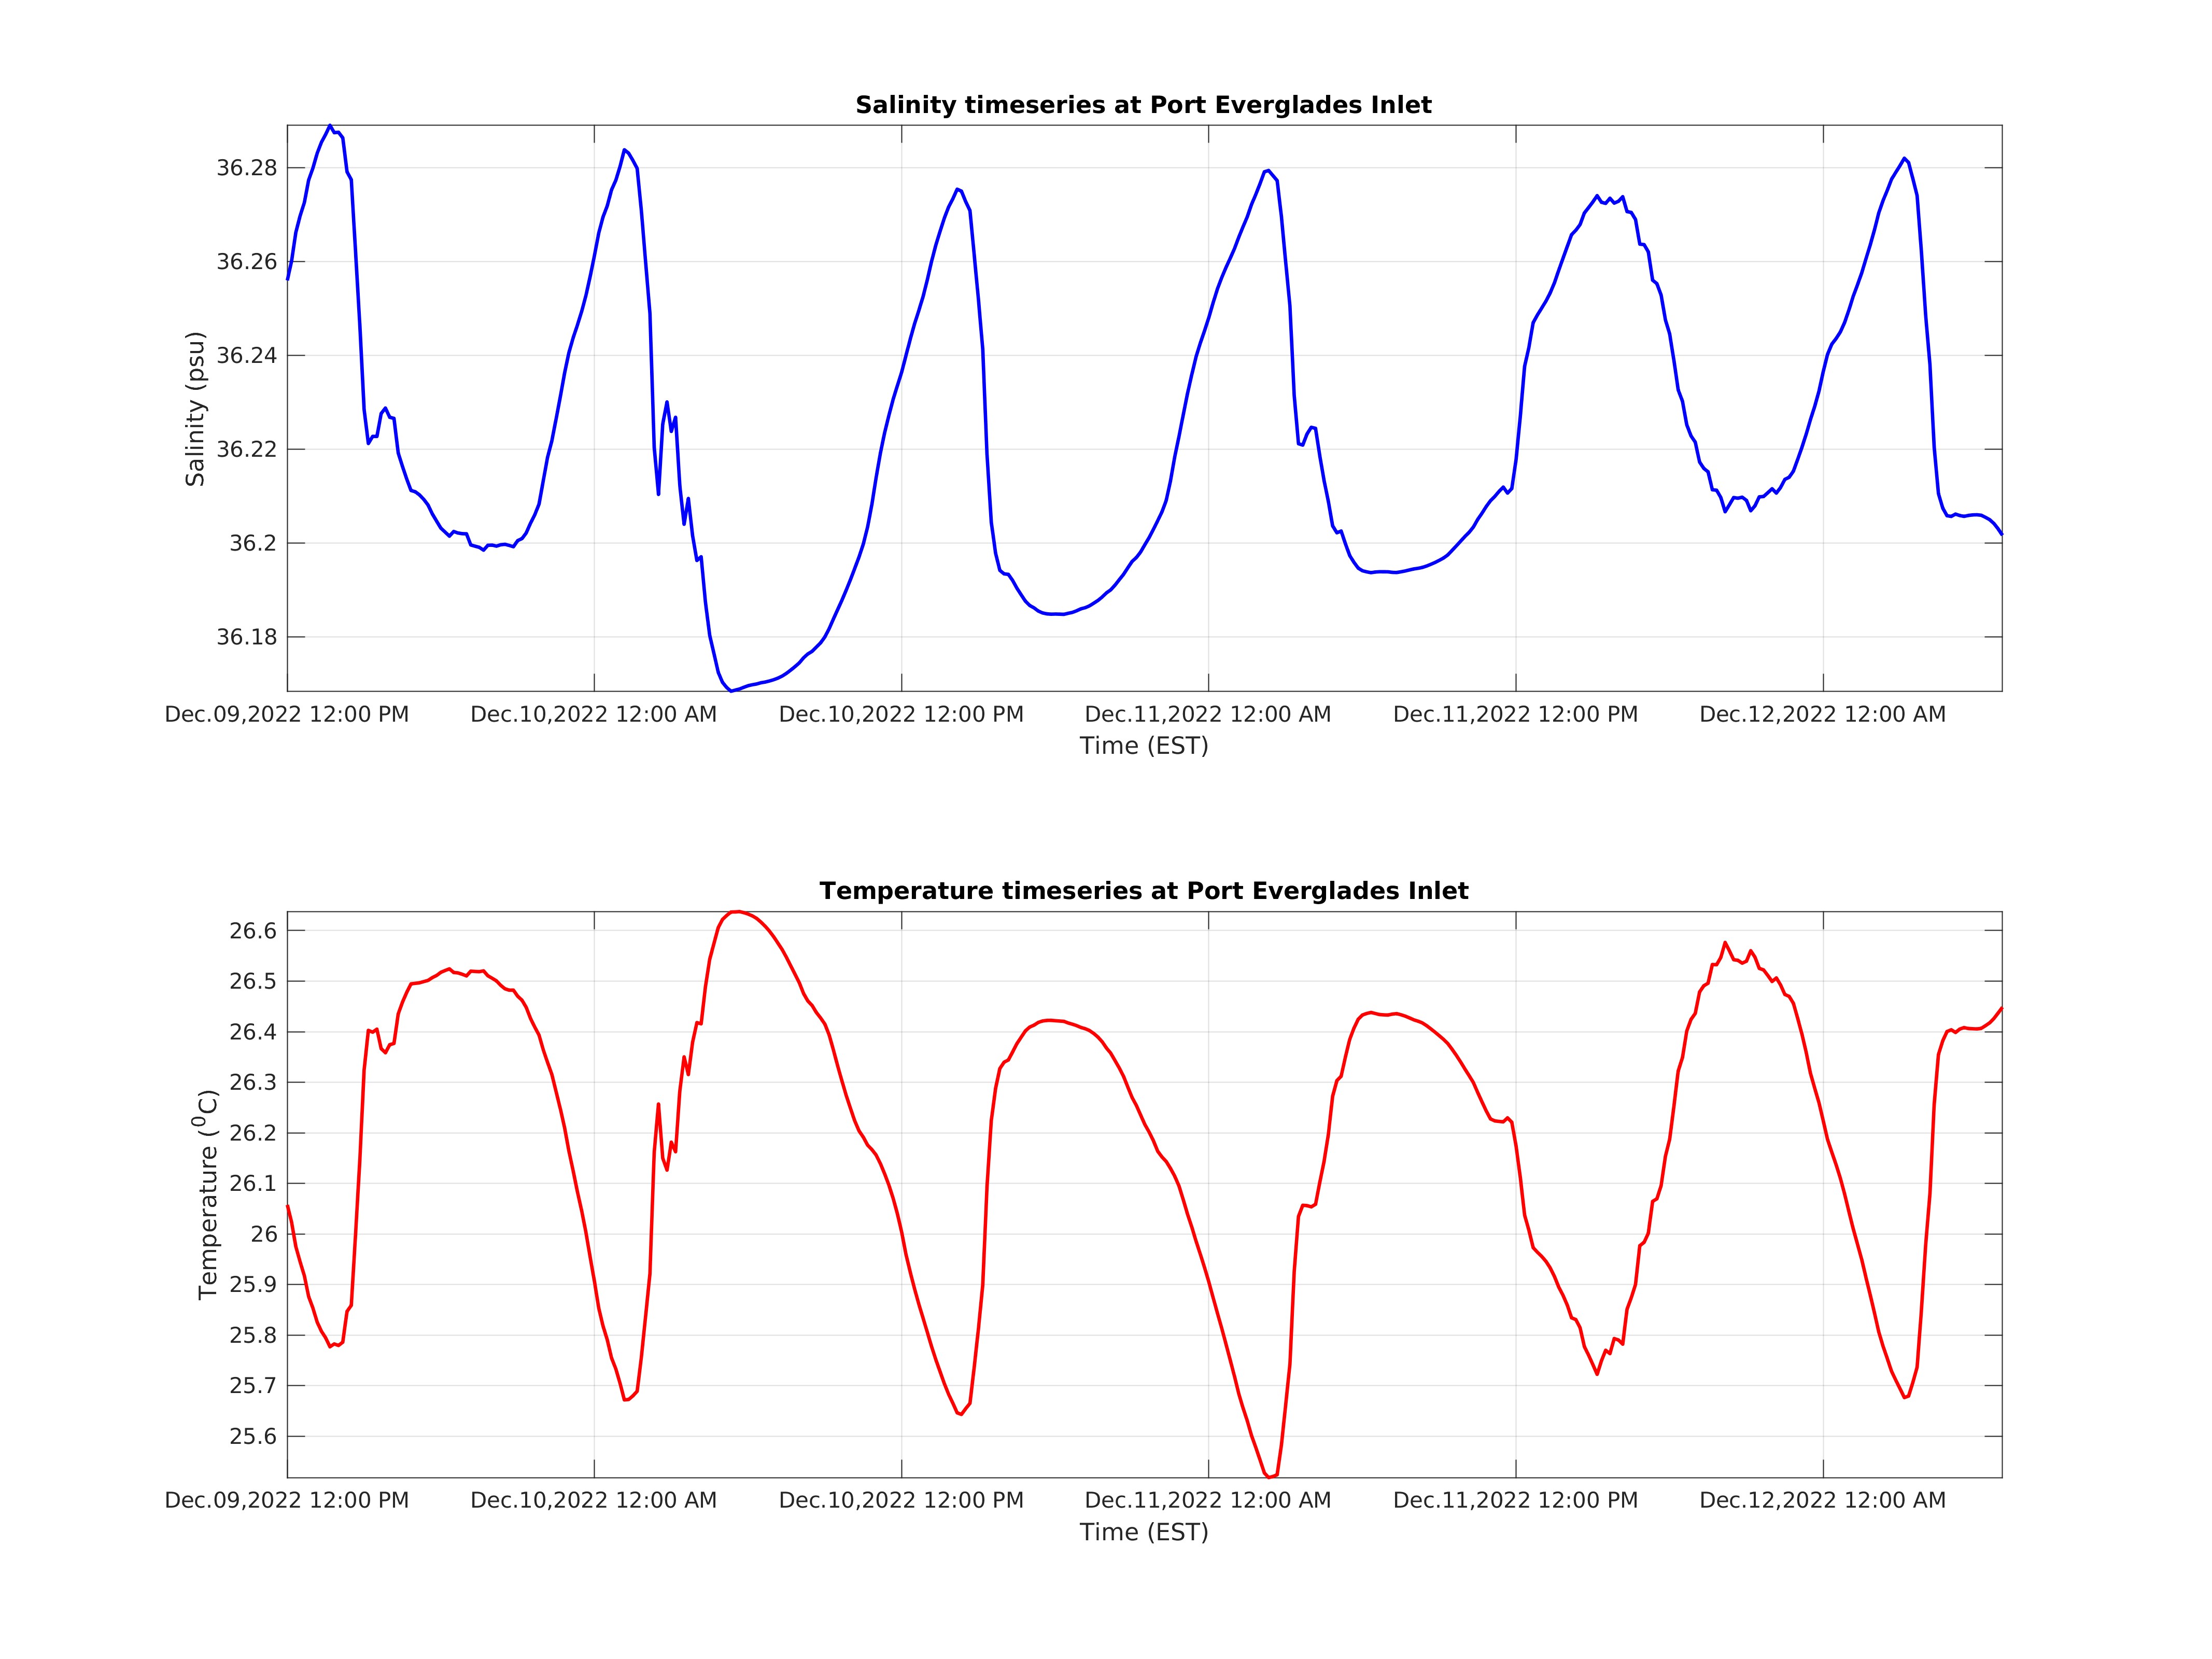 Salinity timeseries at Port Everglades Inlet
Salinity (psu)
36.28
36.26
36.24
36.22
36.2
36.18
Dec.09,2022 12:00 PM Dec.10,2022 12:00 AM Dec.10,2022 12:00 PM Dec.11,2022 12:00 AM Dec.11,2022 12:00 PM Dec.12,2022 12:00 AM
Time (EST)
Temperature timeseries at Port Everglades Inlet
Temperature (⁰C)
26.6
26.5
26.4
26.3
26.2
26.1
26
25.9
25.8
25.7
25.6
Dec.09,2022 12:00 PM Dec.10,2022 12:00 AM Dec.10,2022 12:00 PM Dec.11,2022 12:00 AM Dec.11,2022 12:00 PM Dec.12,2022 12:00 AM
Time (EST)